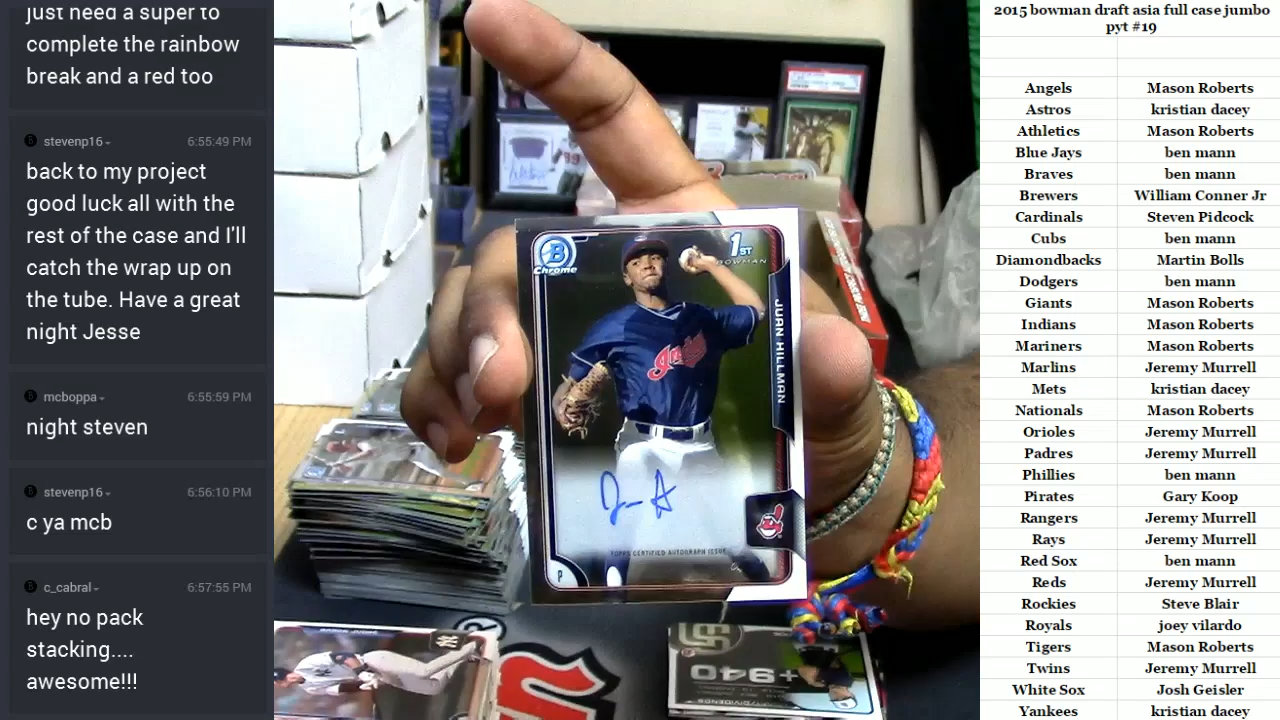 just need a super to
complete the rainbow
break and a red too
stevenp16
6:55:49 PM
back to my project
good luck all with the
rest of the case and I'll
catch the wrap up on
the tube. Have a great
night Jesse
mcboppa
6:55:59 PM
night steven
stevenp16
6:56:10 PM
c ya mcb
c_cabral
6:57:55 PM
hey no pack
stacking....
awesome!!!
B
Chrome
1ST
BOWMAN
JUAN HILLMAN
Indians
TOPPS CERTIFIED AUTOGRAPH ISSUE
P
+940
2015 bowman draft asia full case jumbo
pyt #19
Angels Mason Roberts
Astros kristian dacey
Athletics Mason Roberts
Blue Jays ben mann
Braves ben mann
Brewers William Conner Jr
Cardinals Steven Pidcock
Cubs ben mann
Diamondbacks Martin Bolls
Dodgers ben mann
Giants Mason Roberts
Indians Mason Roberts
Mariners Mason Roberts
Marlins Jeremy Murrell
Mets kristian dacey
Nationals Mason Roberts
Orioles Jeremy Murrell
Padres Jeremy Murrell
Phillies ben mann
Pirates Gary Koop
Rangers Jeremy Murrell
Rays Jeremy Murrell
Red Sox ben mann
Reds Jeremy Murrell
Rockies Steve Blair
Royals joey vilardo
Tigers Mason Roberts
Twins Jeremy Murrell
White Sox Josh Geisler
Yankees kristian dacey